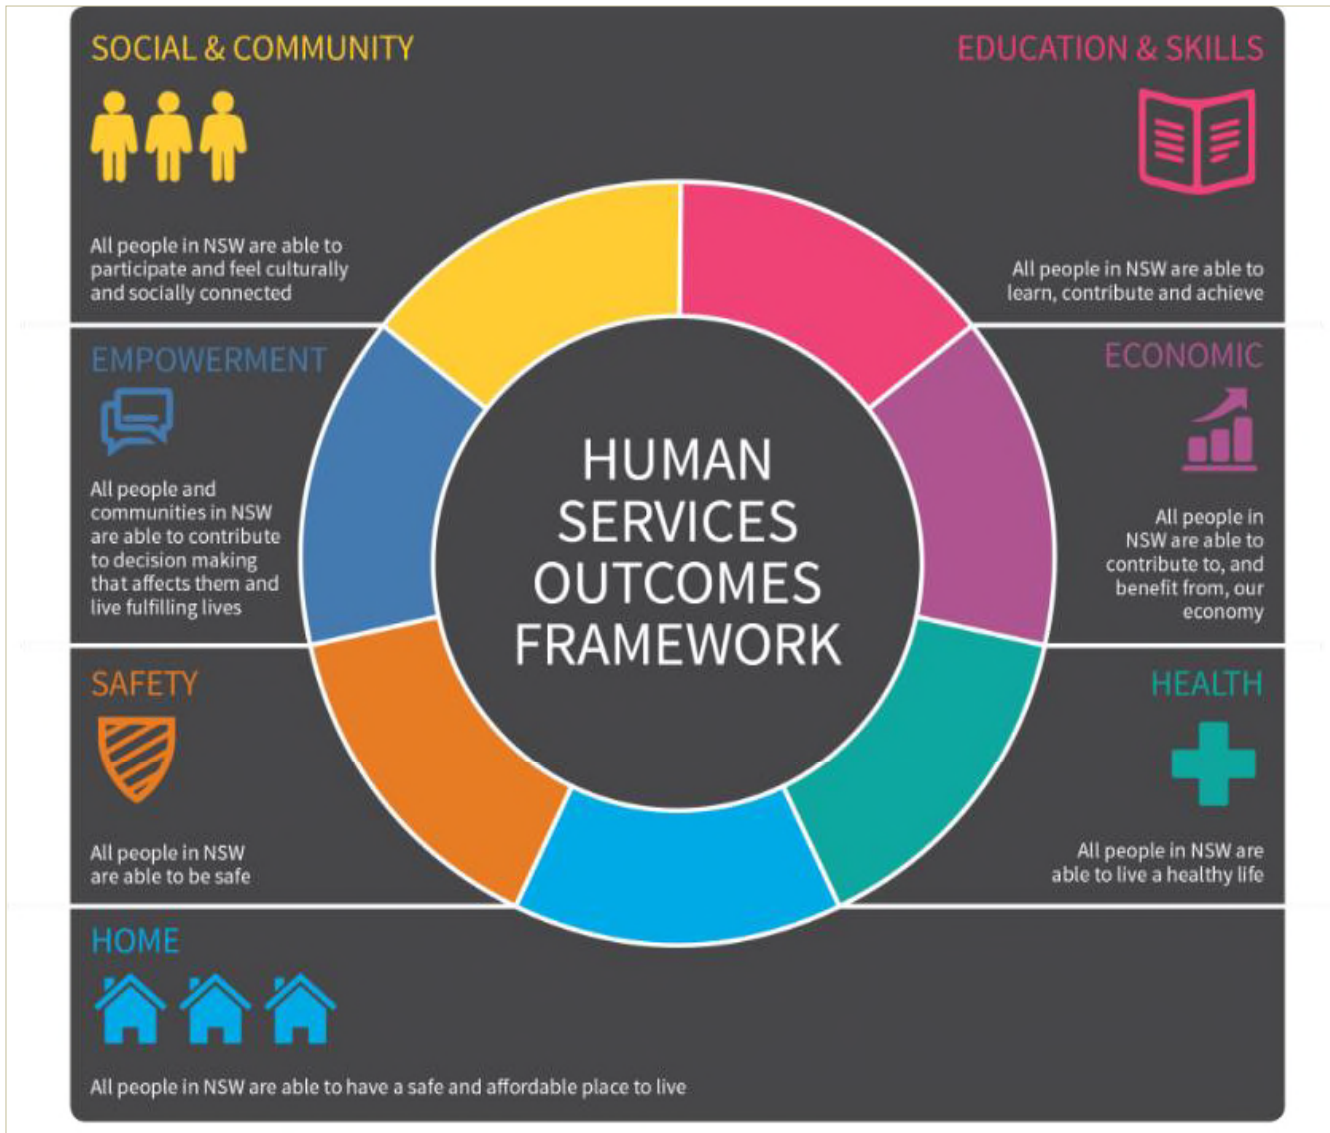 SOCIAL & COMMUNITY
All people in NSW are able to
participate and feel culturally
and socially connected
EDUCATION & SKILLS
All people in NSW are able to
learn, contribute and achieve
EMPOWERMENT
All people and
communities in NSW
are able to contribute
to decision making
that affects them and
live fulfilling lives
HUMAN
SERVICES
OUTCOMES
FRAMEWORK
ECONOMIC
All people in
NSW are able to
contribute to, and
benefit from, our
economy
SAFETY
All people in NSW
are able to be safe
HEALTH
All people in NSW are
able to live a healthy life
HOME
All people in NSW are able to have a safe and affordable place to live